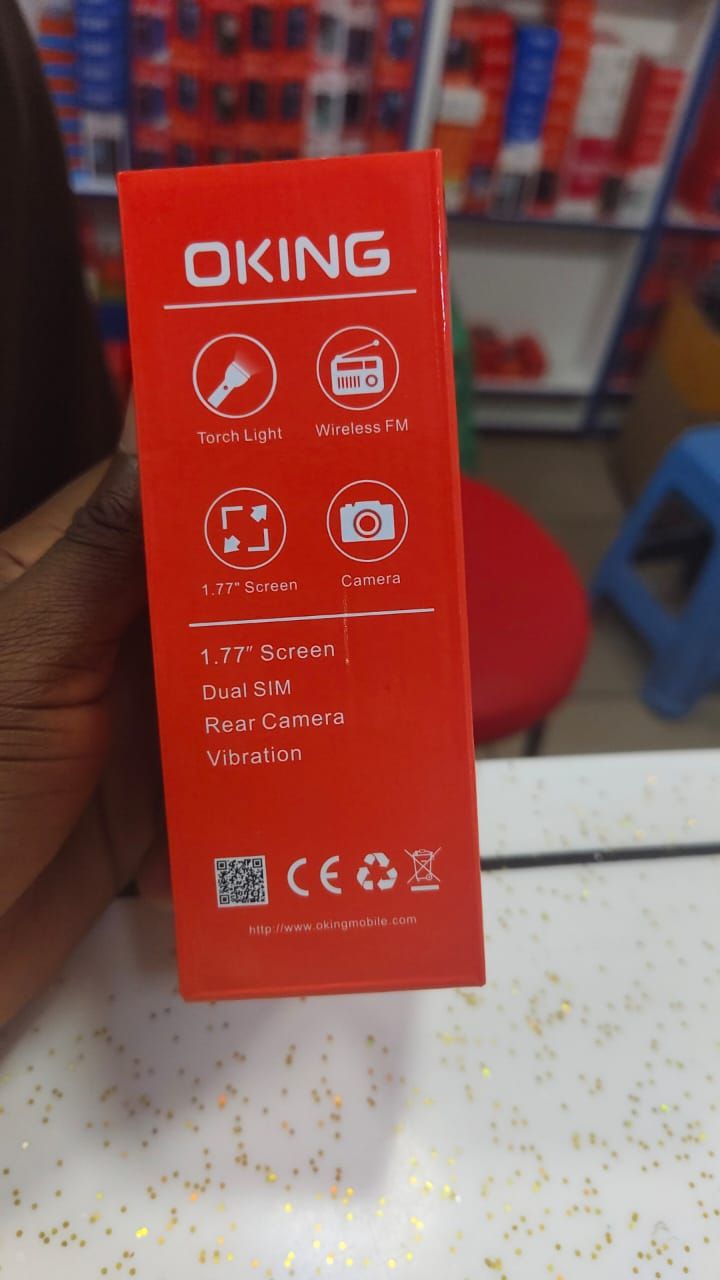 OKING
Torch Light
Wireless FM
1.77" Screen
Camera
1.77" Screen
Dual SIM
Rear Camera
Vibration
CE
http://www.okingmobile.com